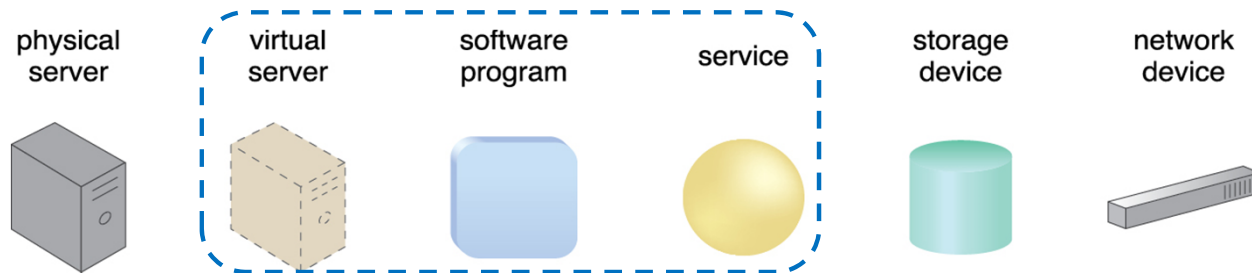 physical
server
virtual
server
software
program
service
storage
device
network
device